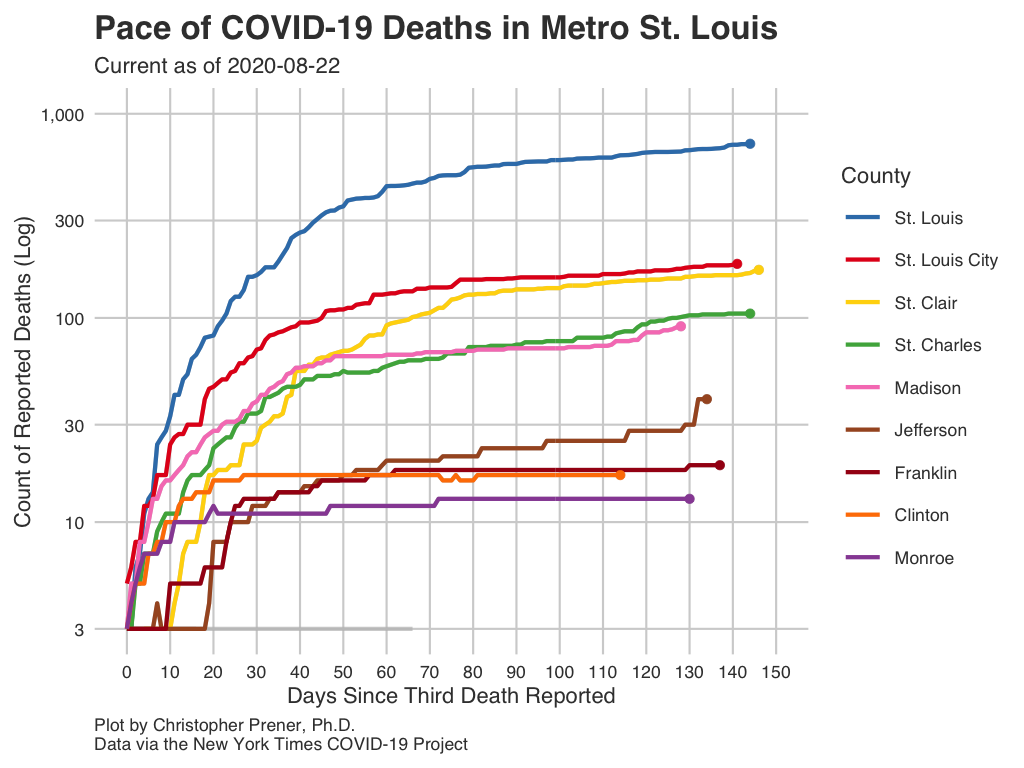 Pace of COVID-19 Deaths in Metro St. Louis
Current as of 2020-08-22
Count of Reported Deaths (Log)
1,000
300
100
30
10
3
0 10 20 30 40 50 60 70 80 90 100 110 120 130 140 150
Days Since Third Death Reported
County
St. Louis
St. Louis City
St. Clair
St. Charles
Madison
Jefferson
Franklin
Clinton
Monroe
Plot by Christopher Prener, Ph.D.
Data via the New York Times COVID-19 Project